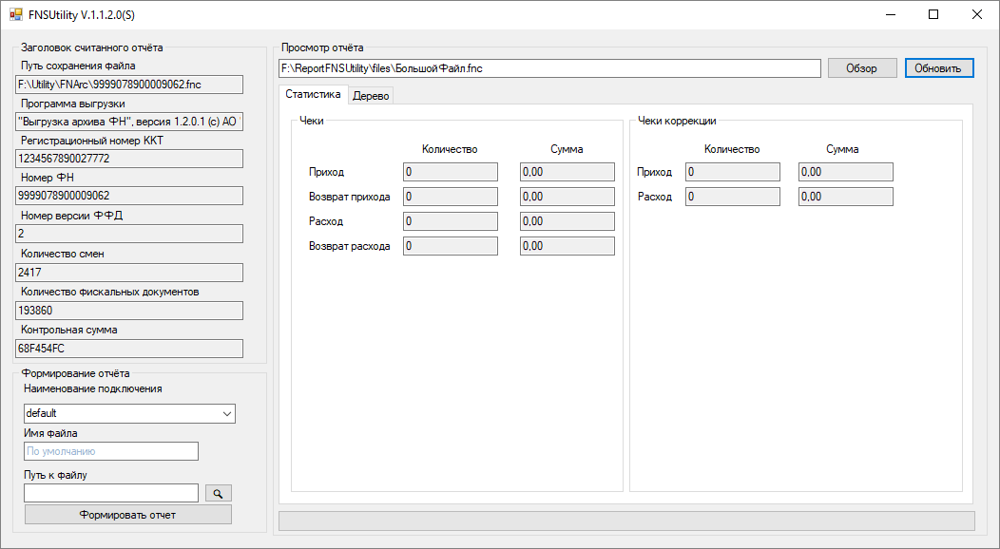 FNSUtility V.1.1.2.0(S)
Заголовок считанного отчёта
Путь сохранения файла
F:\Utility\FNArc\9999078900009062.fnc
Программа выгрузки
"Выгрузка архива ФН", версия 1.2.0.1 (c) АО
Регистрационный номер ККТ
1234567890027772
Номер ФН
9999078900009062
Номер версии ФФД
2
Количество смен
2417
Количество фискальных документов
193860
Контрольная сумма
68F454FC
Формирование отчёта
Наименование подключения
default
Имя файла
По умолчанию
Путь к файлу
Формировать отчет
Просмотр отчёта
F:\ReportFNSUtility\files\БольшойФайл.fnc
Обзор
Обновить
Статистика
Дерево
Чеки
Количество Сумма
Приход 0 0,00
Возврат прихода 0 0,00
Расход 0 0,00
Возврат расхода 0 0,00
Чеки коррекции
Количество Сумма
Приход 0 0,00
Расход 0 0,00